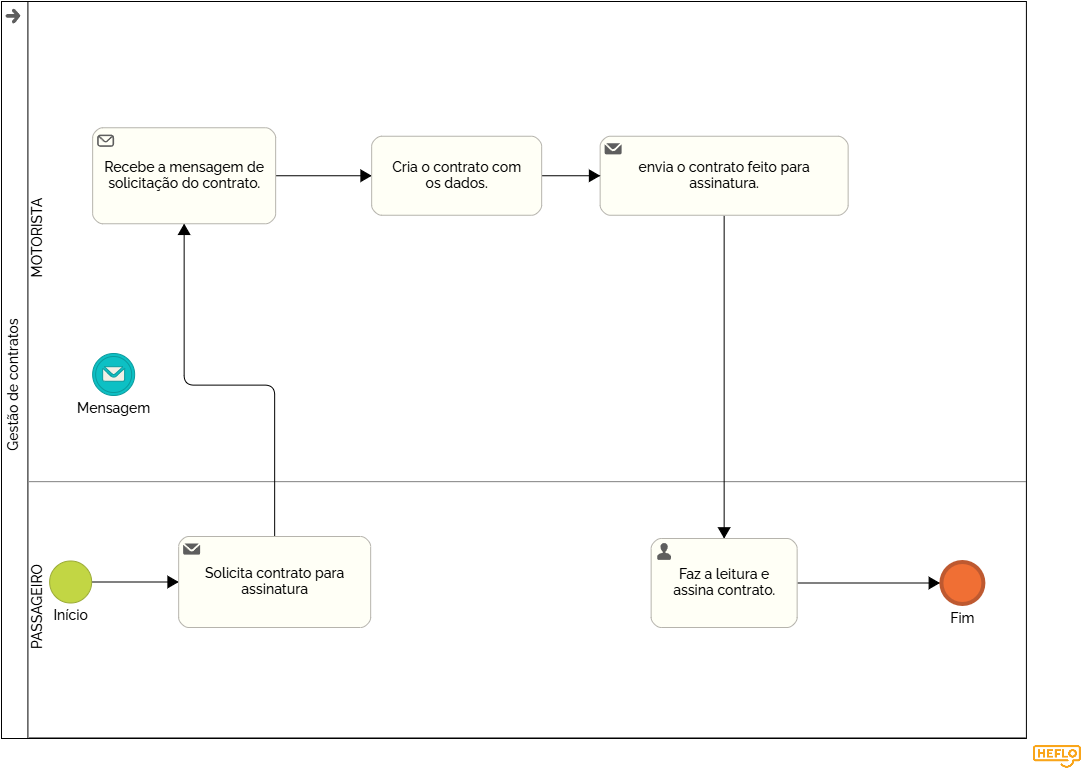 Gestão de contratos
MOTORISTA
Recebe a mensagem de
solicitação do contrato.
Cria o contrato com
os dados.
envia o contrato feito para
assinatura.
Mensagem
PASSAGEIRO
Início
Solicita contrato para
assinatura
Faz a leitura e
assina contrato.
Fim
HEFLO